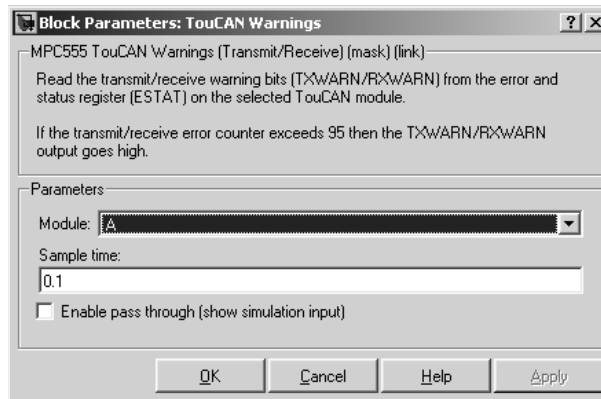 Block Parameters: TouCAN Warnings
MPC555 TouCAN Warnings (Transmit/Receive) (mask) (link)
Read the transmit/receive warning bits (TXWARN/RXWARN) from the error and
status register (ESTAT) on the selected TouCAN module.
If the transmit/receive error counter exceeds 95 then the TXWARN/RXWARN
output goes high.
Parameters
Module: A
Sample time:
0.1
Enable pass through (show simulation input)
OK Cancel Help Apply